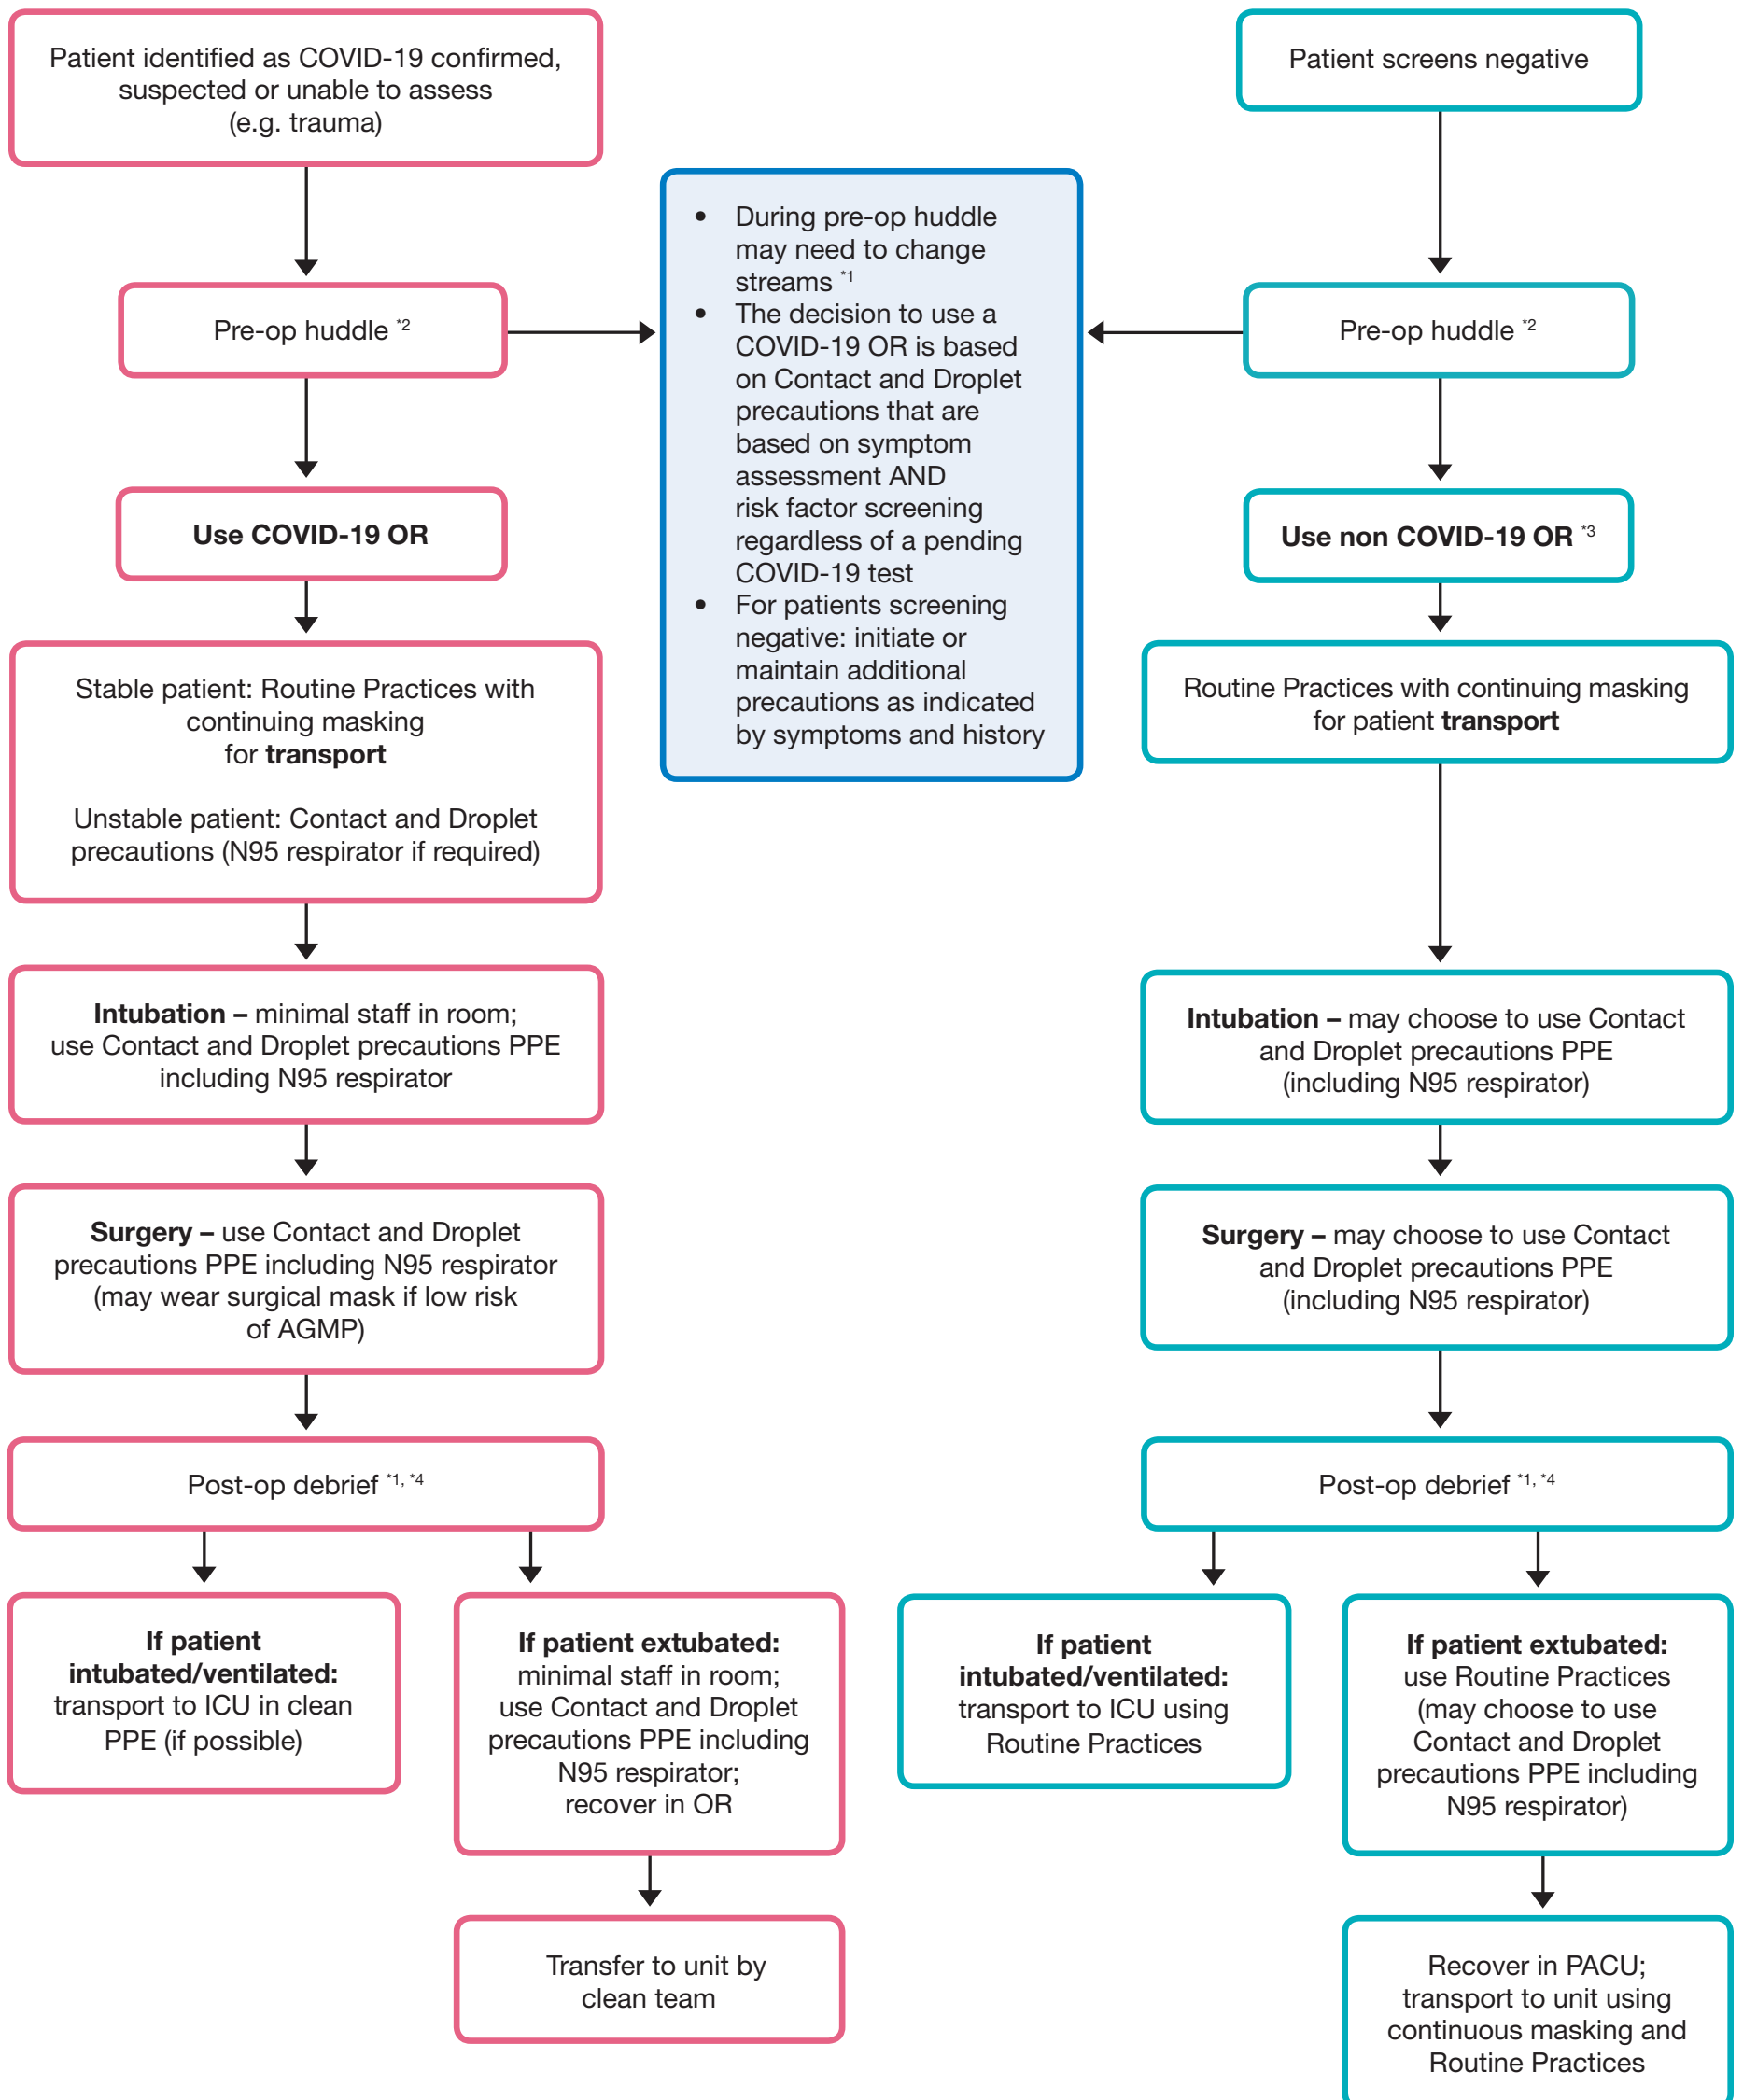 Patient identified as COVID-19 confirmed,
suspected or unable to assess
(e.g. trauma)
Patient screens negative
Pre-op huddle *2
• During pre-op huddle
may need to change
streams *1
• The decision to use a
COVID-19 OR is based
on Contact and Droplet
precautions that are
based on symptom
assessment AND
risk factor screening
regardless of a pending
COVID-19 test
• For patients screening
negative: initiate or
maintain additional
precautions as indicated
by symptoms and history
Pre-op huddle *2
Use COVID-19 OR
Use non COVID-19 OR *3
Stable patient: Routine Practices with
continuing masking
for transport
Unstable patient: Contact and Droplet
precautions (N95 respirator if required)
Routine Practices with continuing masking
for patient transport
Intubation – minimal staff in room;
use Contact and Droplet precautions PPE
including N95 respirator
Intubation – may choose to use Contact
and Droplet precautions PPE
(including N95 respirator)
Surgery – use Contact and Droplet
precautions PPE including N95 respirator
(may wear surgical mask if low risk
of AGMP)
Surgery – may choose to use Contact
and Droplet precautions PPE
(including N95 respirator)
Post-op debrief *1, *4
Post-op debrief *1, *4
If patient
intubated/ventilated:
transport to ICU in clean
PPE (if possible)
If patient extubated:
minimal staff in room;
use Contact and Droplet
precautions PPE including
N95 respirator;
recover in OR
If patient
intubated/ventilated:
transport to ICU using
Routine Practices
If patient extubated:
use Routine Practices
(may choose to use
Contact and Droplet
precautions PPE including
N95 respirator)
Transfer to unit by
clean team
Recover in PACU;
transport to unit using
continuous masking and
Routine Practices